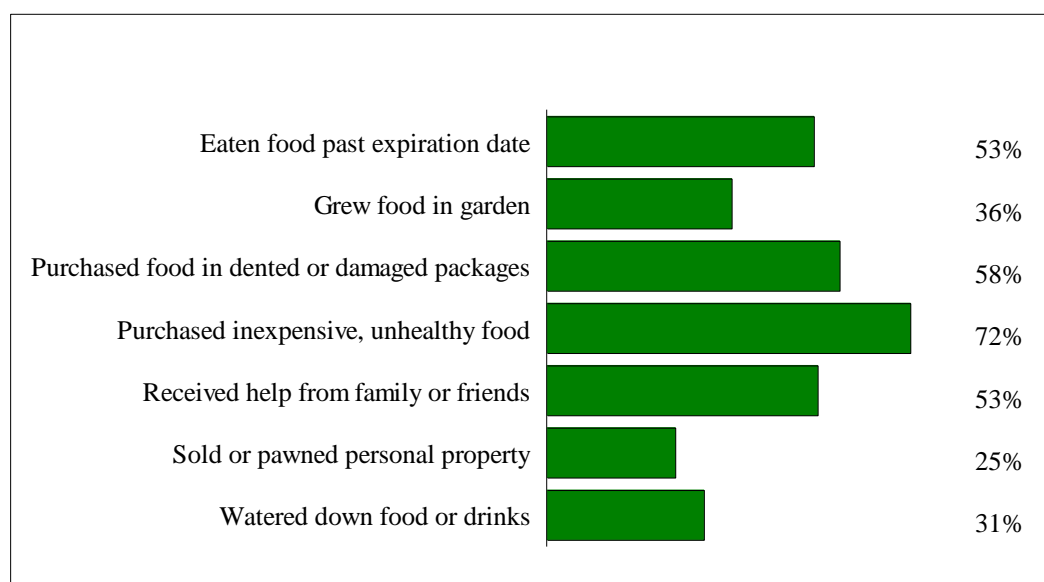 Eaten food past expiration date 53%
Grew food in garden 36%
Purchased food in dented or damaged packages 58%
Purchased inexpensive, unhealthy food 72%
Received help from family or friends 53%
Sold or pawned personal property 25%
Watered down food or drinks 31%